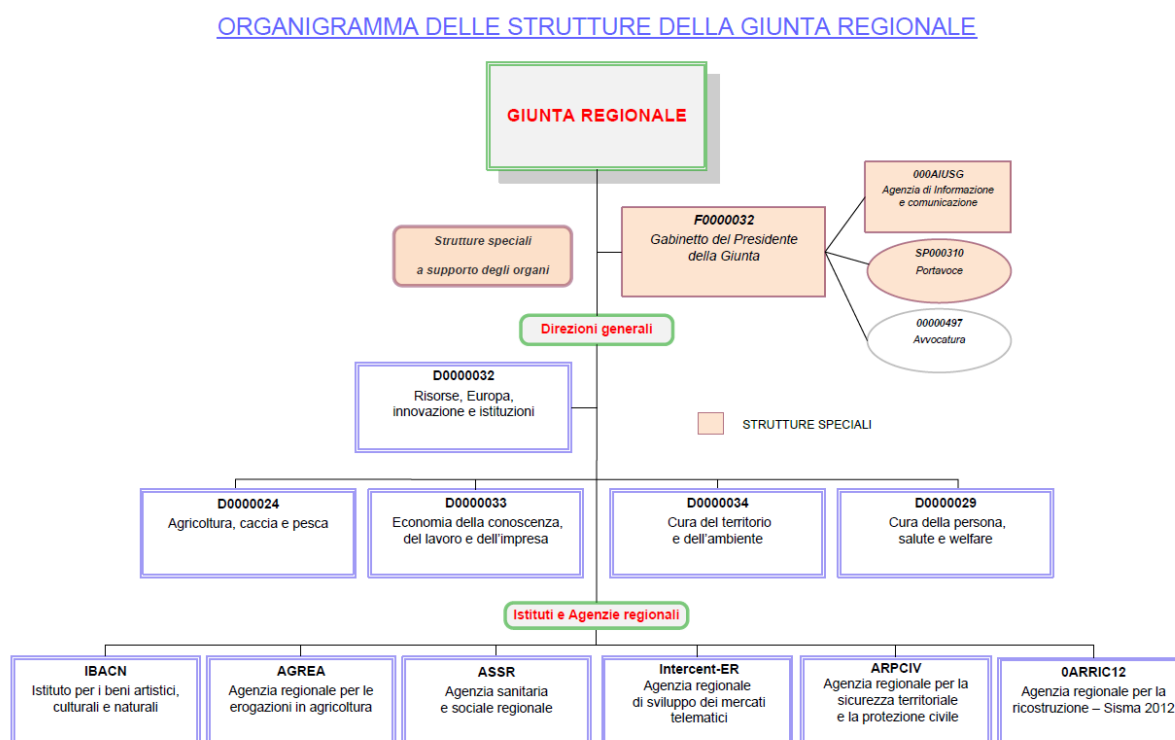 ORGANIGRAMMA DELLE STRUTTURE DELLA GIUNTA REGIONALE
GIUNTA REGIONALE
000AIUSG
Agenzia di Informazione
e comunicazione
F0000032
Gabinetto del Presidente
della Giunta
Strutture speciali
a supporto degli organi
SP000310
Portavoce
00000497
Avvocatura
Direzioni generali
D0000032
Risorse, Europa,
innovazione e istituzioni
STRUTTURE SPECIALI
D0000024
Agricoltura, caccia e pesca
D0000033
Economia della conoscenza,
del lavoro e dell'impresa
D0000034
Cura del territorio
e dell'ambiente
D0000029
Cura della persona,
salute e welfare
Istituti e Agenzie regionali
IBACN
Istituto per i beni artistici,
culturali e naturali
AGREA
Agenzia regionale per le
erogazioni in agricoltura
ASSR
Agenzia sanitaria
e sociale regionale
Intercent-ER
Agenzia regionale
di sviluppo dei mercati
telematici
ARPCIV
Agenzia regionale per la
sicurezza territoriale
e la protezione civile
0ARRIC12
Agenzia regionale per la
ricostruzione – Sisma 2012